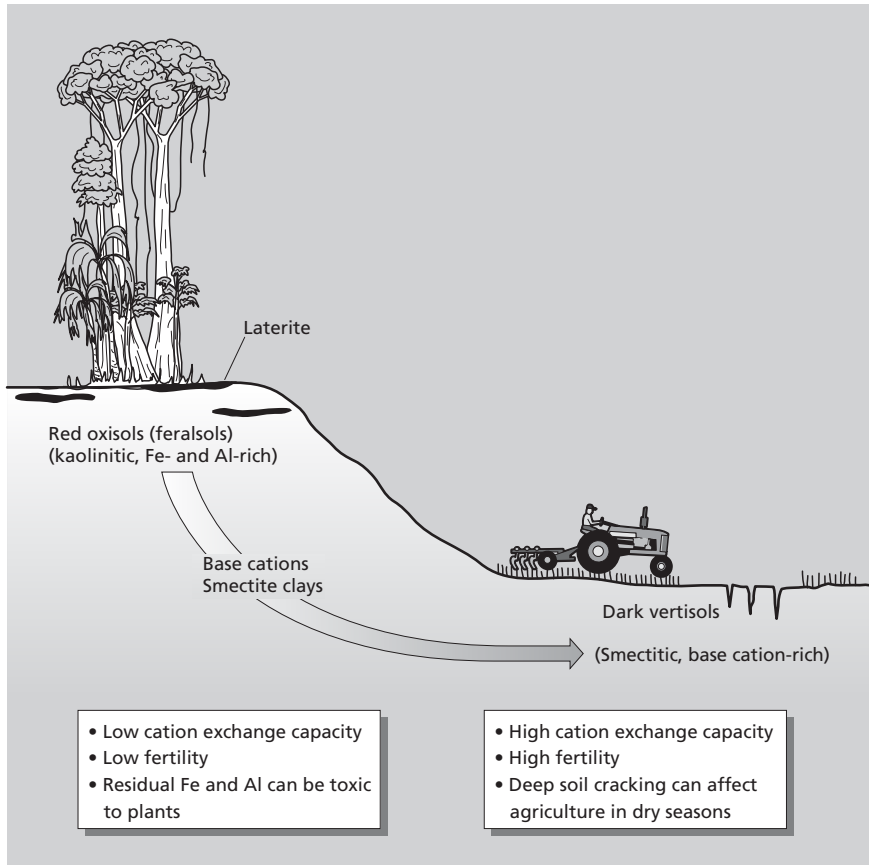 Laterite
Red oxisols (feralsols)
(kaolinitic, Fe- and Al-rich)
Base cations
Smectite clays
Dark vertisols
(Smectitic, base cation-rich)
• Low cation exchange capacity
• Low fertility
• Residual Fe and Al can be toxic
to plants
• High cation exchange capacity
• High fertility
• Deep soil cracking can affect
agriculture in dry seasons